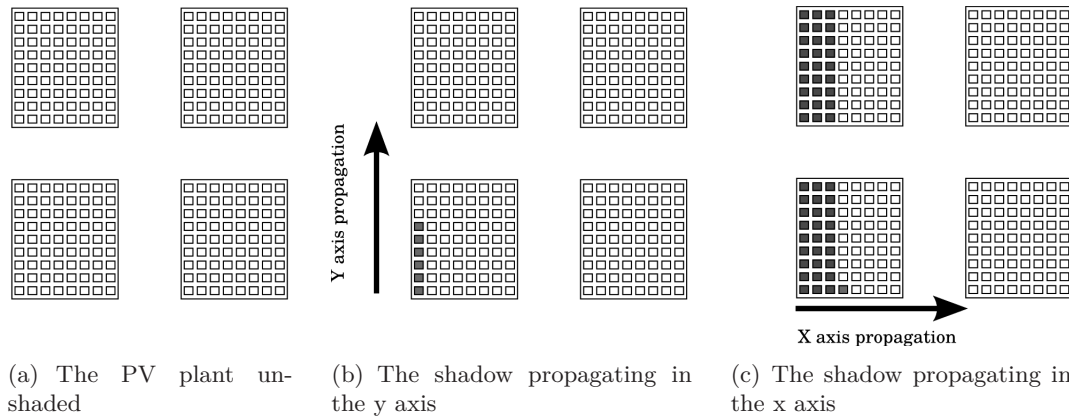 Y axis propagation
X axis propagation
(a) The PV plant un-
shaded
(b) The shadow propagating in
the y axis
(c) The shadow propagating in
the x axis